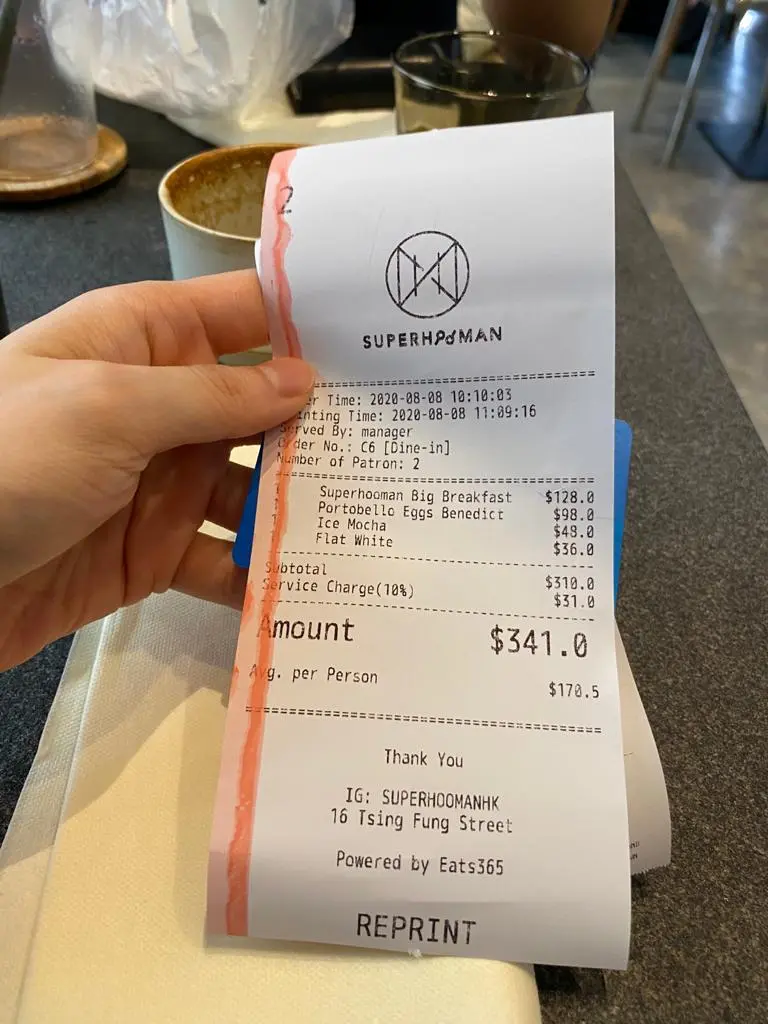 2
SUPERHOOMAN
==========
er Time: 2020-08-08 10:10:03
inting Time: 2020-08-08 11:09:16
Served By: manager
Order No.: C6 [Dine-in]
Number of Patron: 2
==========
Superhooman Big Breakfast $128.0
Portobello Eggs Benedict $98.0
Ice Mocha $48.0
Flat White $36.0
Subtotal $310.0
Service Charge(10%) $31.0
Amount $341.0
Avg. per Person $170.5
==========
Thank You
IG: SUPERHOOMANHK
16 Tsing Fung Street
Powered by Eats365
REPRINT